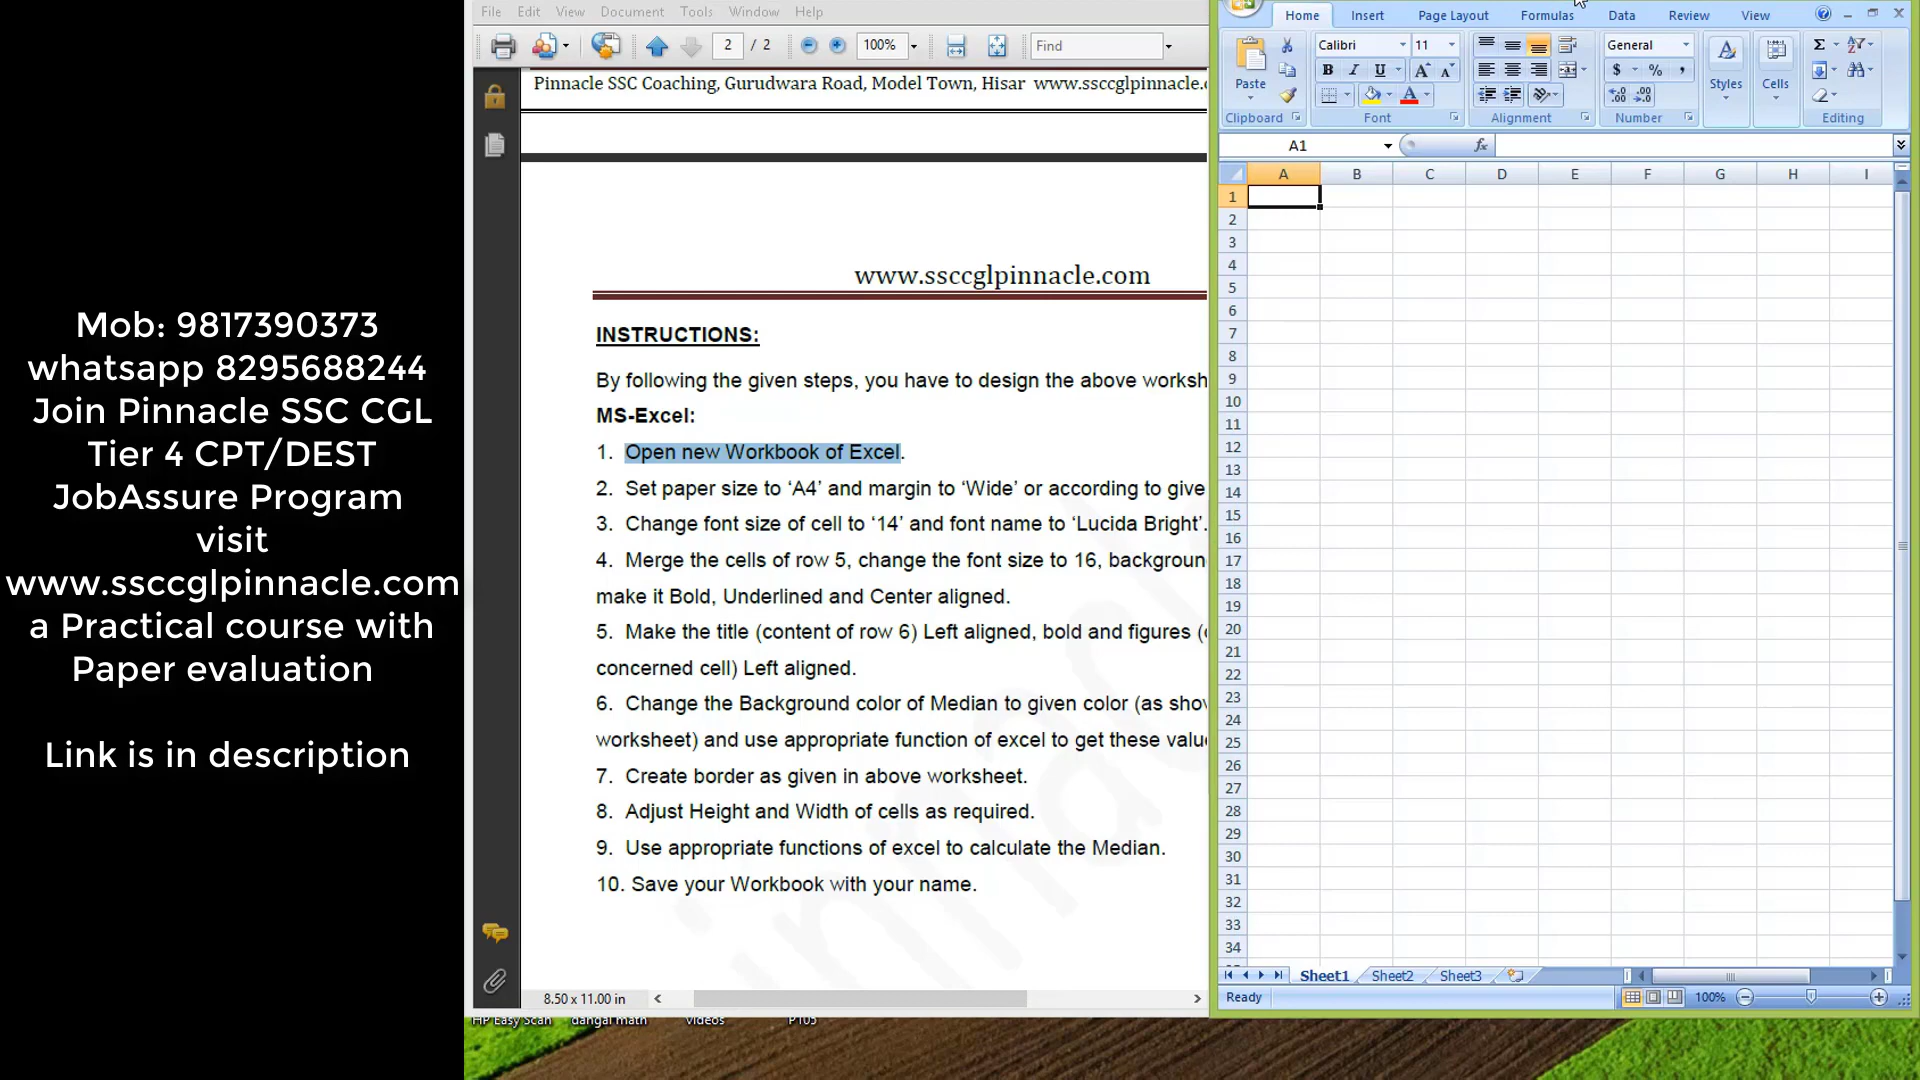 Mob: 9817390373
whatsapp 8295688244
Join Pinnacle SSC CGL
Tier 4 CPT/DEST
JobAssure Program
visit
www.ssccglpinnacle.com
a Practical course with
Paper evaluation
Link is in description
File Edit View Document Tools Window Help
2 / 2 100% Find
Pinnacle SSC Coaching, Gurudwara Road, Model Town, Hisar www.ssccglpinnacle.
www.ssccglpinnacle.com
INSTRUCTIONS:
By following the given steps, you have to design the above worksh
MS-Excel:
1. Open new Workbook of Excel.
2. Set paper size to ‘A4’ and margin to ‘Wide’ or according to give
3. Change font size of cell to ‘14’ and font name to ‘Lucida Bright’.
4. Merge the cells of row 5, change the font size to 16, backgroun
make it Bold, Underlined and Center aligned.
5. Make the title (content of row 6) Left aligned, bold and figures (
concerned cell) Left aligned.
6. Change the Background color of Median to given color (as sho
worksheet) and use appropriate function of excel to get these valu
7. Create border as given in above worksheet.
8. Adjust Height and Width of cells as required.
9. Use appropriate functions of excel to calculate the Median.
10. Save your Workbook with your name.
8.50 x 11.00 in
HP Easy Scan dangal math videos P105
Home Insert Page Layout Formulas Data Review View
Calibri 11 General
B I U $ % ,
Paste Styles Cells
Clipboard Font Alignment Number Editing
A1 fx
A B C D E F G H I
1
2
3
4
5
6
7
8
9
10
11
12
13
14
15
16
17
18
19
20
21
22
23
24
25
26
27
28
29
30
31
32
33
34
Sheet1 Sheet2 Sheet3
Ready 100%